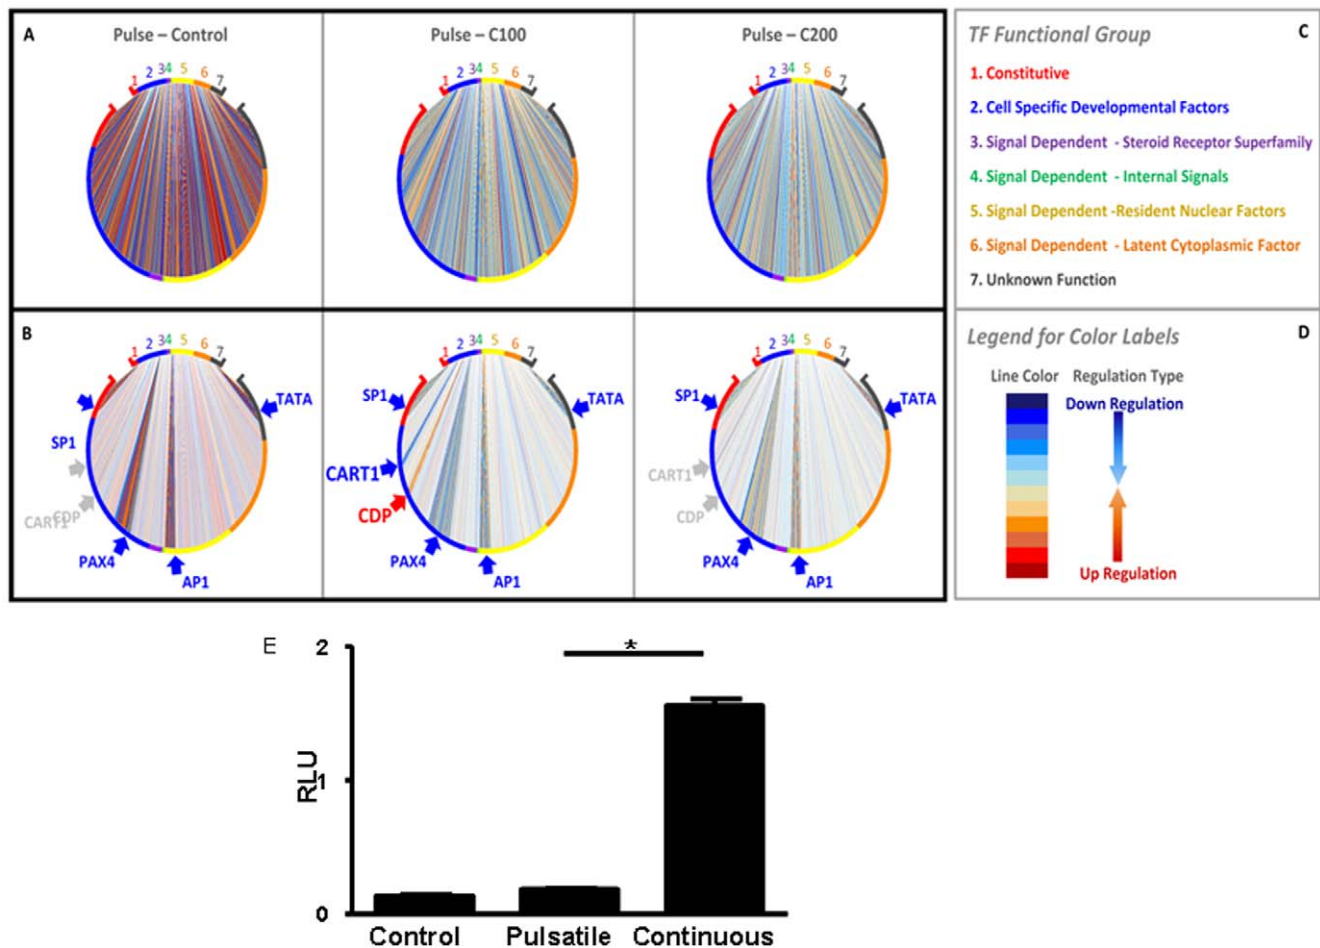 A
Pulse – Control
Pulse – C100
Pulse – C200
1 2 3 4 5 6 7
1 2 3 4 5 6 7
1 2 3 4 5 6 7
B
1 2 3 4 5 6 7
SP1
CART1
CDP
PAX4
AP1
TATA
1 2 3 4 5 6 7
SP1
CART1
CDP
PAX4
AP1
TATA
1 2 3 4 5 6 7
SP1
CART1
CDP
PAX4
AP1
TATA
TF Functional Group
C
1. Constitutive
2. Cell Specific Developmental Factors
3. Signal Dependent - Steroid Receptor Superfamily
4. Signal Dependent - Internal Signals
5. Signal Dependent -Resident Nuclear Factors
6. Signal Dependent - Latent Cytoplasmic Factor
7. Unknown Function
Legend for Color Labels
D
Line Color Regulation Type
Down Regulation
Up Regulation
E
2
*
1
0
RLU
Control Pulsatile Continuous